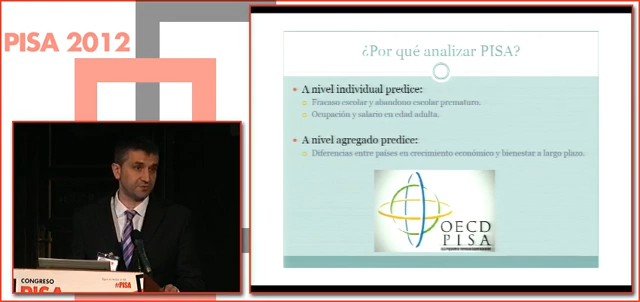 PISA 2012
¿Por qué analizar PISA?
A nivel individual predice:
Fracaso escolar y abandono escolar prematuro.
Ocupación y salario en edad adulta.
A nivel agregado predice:
Diferencias entre países en crecimiento económico y bienestar a largo plazo.
OECD
PISA
CONGRESO
#PISA
PISA